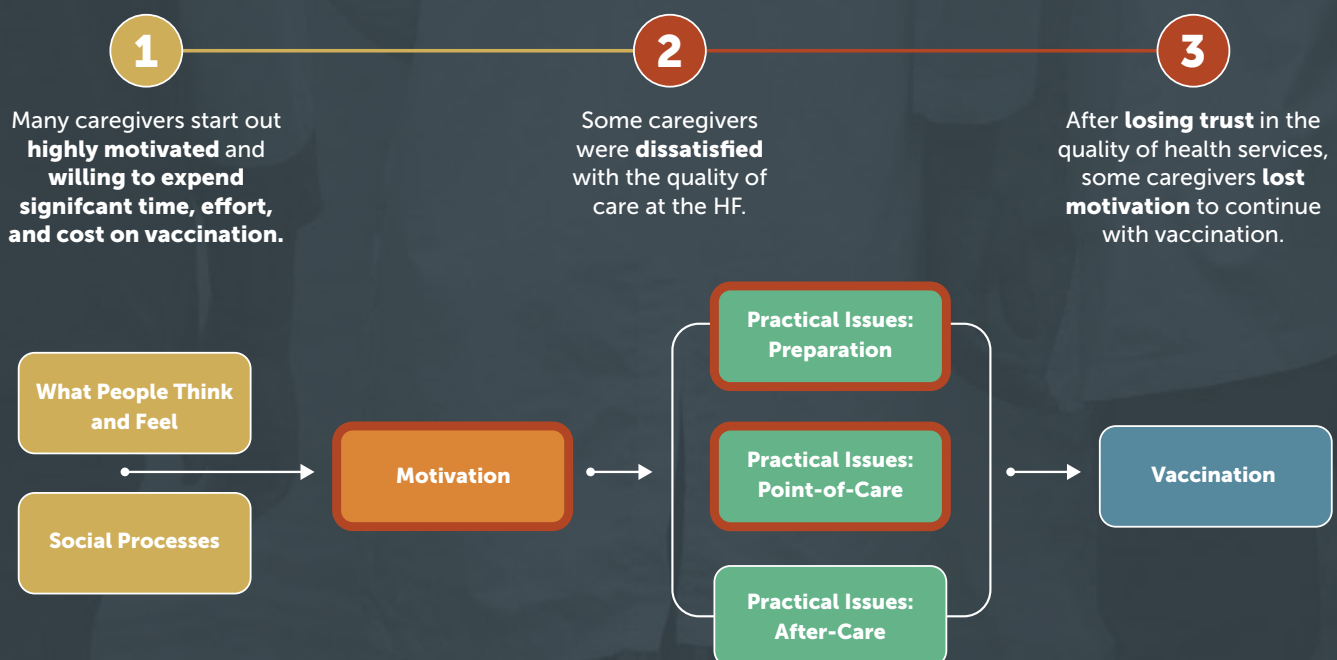 1
Many caregivers start out
highly motivated and
willing to expend
signifcant time, effort,
and cost on vaccination.
2
Some caregivers
were dissatisfied
with the quality of
care at the HF.
3
After losing trust in the
quality of health services,
some caregivers lost
motivation to continue
with vaccination.
What People Think
and Feel
Social Processes
Motivation
Practical Issues:
Preparation
Practical Issues:
Point-of-Care
Practical Issues:
After-Care
Vaccination